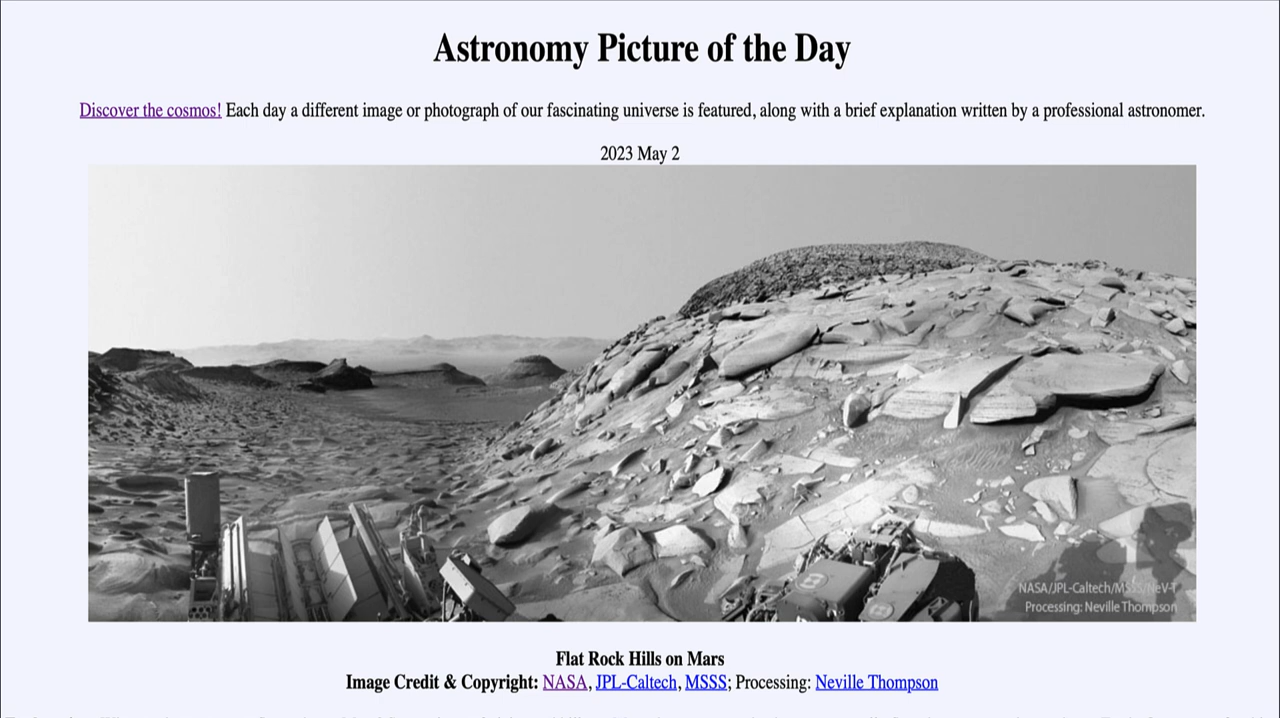 Astronomy Picture of the Day
Discover the cosmos! Each day a different image or photograph of our fascinating universe is featured, along with a brief explanation written by a professional astronomer.
2023 May 2
8
8
NASA/JPL-Caltech/MSSS/NeV-T
Processing: Neville Thompson
Flat Rock Hills on Mars
Image Credit & Copyright: NASA, JPL-Caltech, MSSS; Processing: Neville Thompson